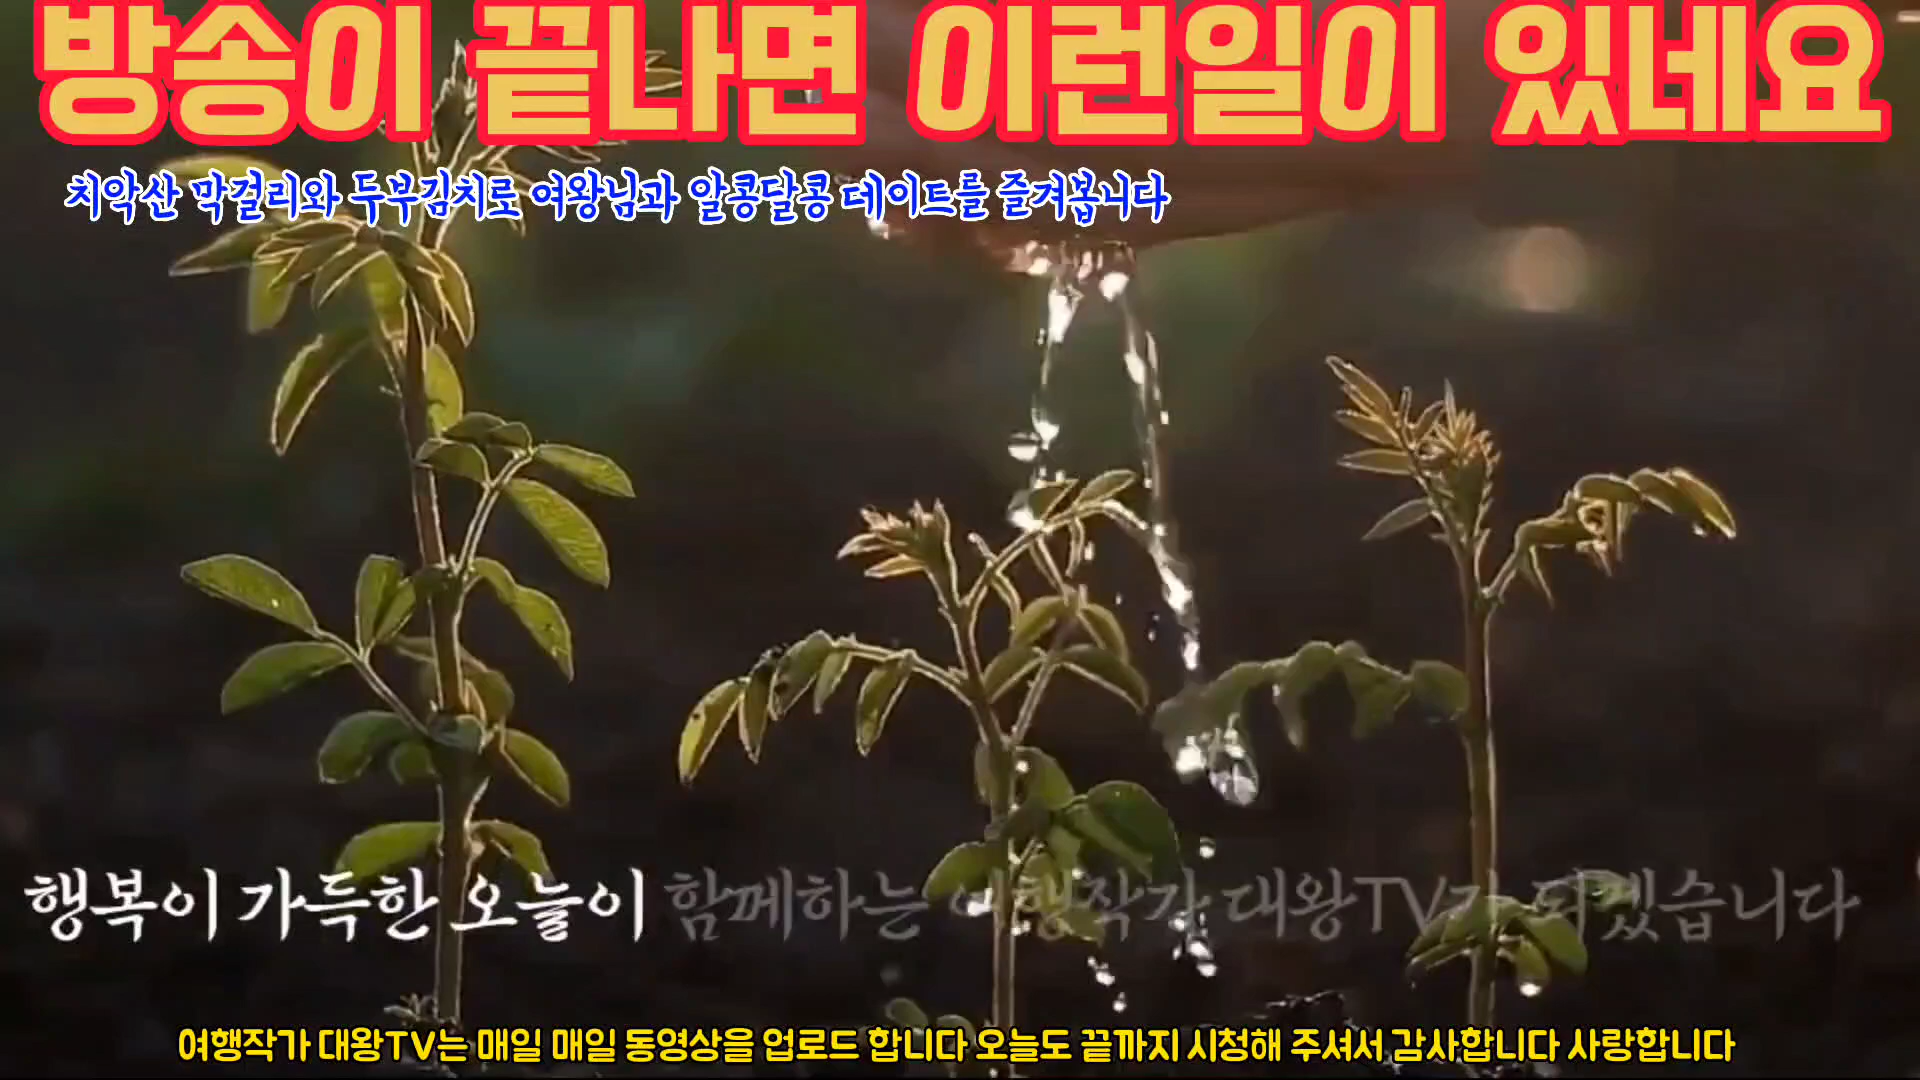 방송이 끝나면 이런일이 있네요
치악산 막걸리와 두부김치로 여왕님과 알콩달콩 데이트를 즐겨봅니다
행복이 가득한 오늘이 함께하는 여행작가 대왕TV가 되겠습니다
여행작가 대왕TV는 매일 매일 동영상을 업로드 합니다 오늘도 끝까지 시청해 주셔서 감사합니다 사랑합니다